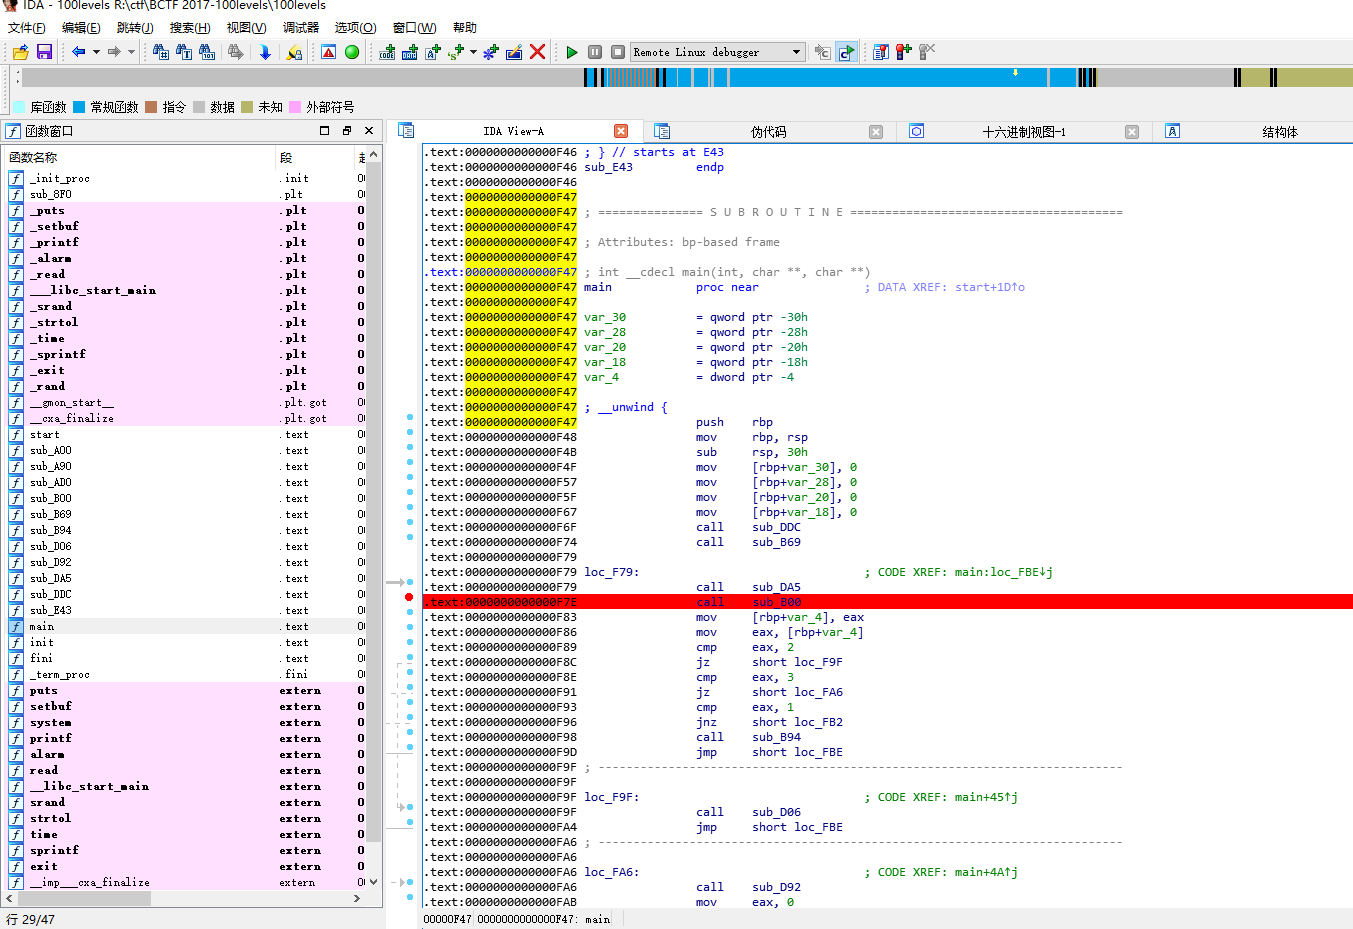 IDA - 100levels R:\ctf\BCTF 2017-100levels\100levels
文件(F) 编辑(E) 跳转(J) 搜索(H) 视图(V) 调试器 选项(O) 窗口(W) 帮助
Remote Linux debugger
库函数 常规函数 指令 数据 未知 外部符号
函数窗口
函数名称 段
_init_proc .init
sub_8F0 .plt
_puts .plt
_setbuf .plt
_printf .plt
_alarm .plt
_read .plt
___libc_start_main .plt
_srand .plt
_strtol .plt
_time .plt
_sprintf .plt
_exit .plt
_rand .plt
__gmon_start__ .plt.got
__cxa_finalize .plt.got
start .text
sub_A00 .text
sub_A90 .text
sub_AD0 .text
sub_B00 .text
sub_B69 .text
sub_B94 .text
sub_D06 .text
sub_D92 .text
sub_DA5 .text
sub_DDC .text
sub_E43 .text
main .text
init .text
fini .text
_term_proc .fini
puts extern
setbuf extern
system extern
printf extern
alarm extern
read extern
__libc_start_main extern
srand extern
strtol extern
time extern
sprintf extern
exit extern
__imp___cxa_finalize extern
行 29/47
IDA View-A 伪代码 十六进制视图-1 结构体
.text:0000000000000F46 ; } // starts at E43
.text:0000000000000F46 sub_E43 endp
.text:0000000000000F46
.text:0000000000000F47
.text:0000000000000F47 ; =============== S U B R O U T I N E =======================================
.text:0000000000000F47
.text:0000000000000F47 ; Attributes: bp-based frame
.text:0000000000000F47
.text:0000000000000F47 ; int __cdecl main(int, char **, char **)
.text:0000000000000F47 main proc near ; DATA XREF: start+1D↑o
.text:0000000000000F47
.text:0000000000000F47 var_30 = qword ptr -30h
.text:0000000000000F47 var_28 = qword ptr -28h
.text:0000000000000F47 var_20 = qword ptr -20h
.text:0000000000000F47 var_18 = qword ptr -18h
.text:0000000000000F47 var_4 = dword ptr -4
.text:0000000000000F47
.text:0000000000000F47 ; __unwind {
.text:0000000000000F47 push rbp
.text:0000000000000F48 mov rbp, rsp
.text:0000000000000F4B sub rsp, 30h
.text:0000000000000F4F mov [rbp+var_30], 0
.text:0000000000000F57 mov [rbp+var_28], 0
.text:0000000000000F5F mov [rbp+var_20], 0
.text:0000000000000F67 mov [rbp+var_18], 0
.text:0000000000000F6F call sub_DDC
.text:0000000000000F74 call sub_B69
.text:0000000000000F79
.text:0000000000000F79 loc_F79: ; CODE XREF: main:loc_FBE↓j
.text:0000000000000F79 call sub_DA5
.text:0000000000000F7E call sub_B00
.text:0000000000000F83 mov [rbp+var_4], eax
.text:0000000000000F86 mov eax, [rbp+var_4]
.text:0000000000000F89 cmp eax, 2
.text:0000000000000F8C jz short loc_F9F
.text:0000000000000F8E cmp eax, 3
.text:0000000000000F91 jz short loc_FA6
.text:0000000000000F93 cmp eax, 1
.text:0000000000000F96 jnz short loc_FB2
.text:0000000000000F98 call sub_B94
.text:0000000000000F9D jmp short loc_FBE
.text:0000000000000F9F ; ---------------------------------------------------------------------------
.text:0000000000000F9F
.text:0000000000000F9F loc_F9F: ; CODE XREF: main+45↑j
.text:0000000000000F9F call sub_D06
.text:0000000000000FA4 jmp short loc_FBE
.text:0000000000000FA6 ; ---------------------------------------------------------------------------
.text:0000000000000FA6
.text:0000000000000FA6 loc_FA6: ; CODE XREF: main+4A↑j
.text:0000000000000FA6 call sub_D92
.text:0000000000000FAB mov eax, 0
00000F47 0000000000000F47: main